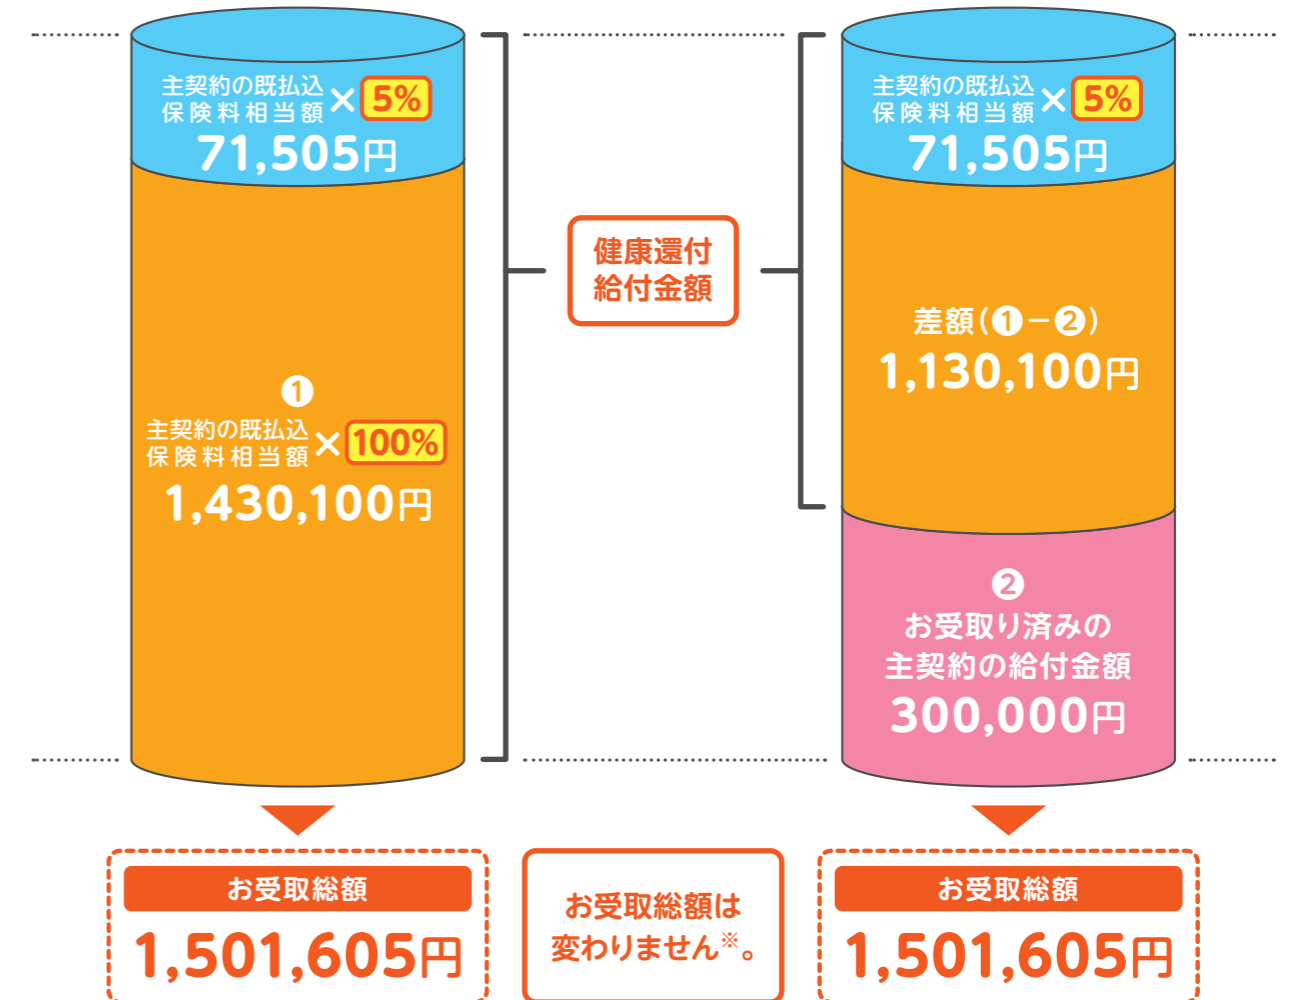 主契約の既払込
保険料相当額×5%
71,505円
❶
主契約の既払込
保険料相当額×100%
1,430,100円
お受取総額
1,501,605円
健康還付
給付金額
お受取総額は
変わりません※。
主契約の既払込
保険料相当額×5%
71,505円
差額(❶-❷)
1,130,100円
❷
お受取り済みの
主契約の給付金額
300,000円
お受取総額
1,501,605円